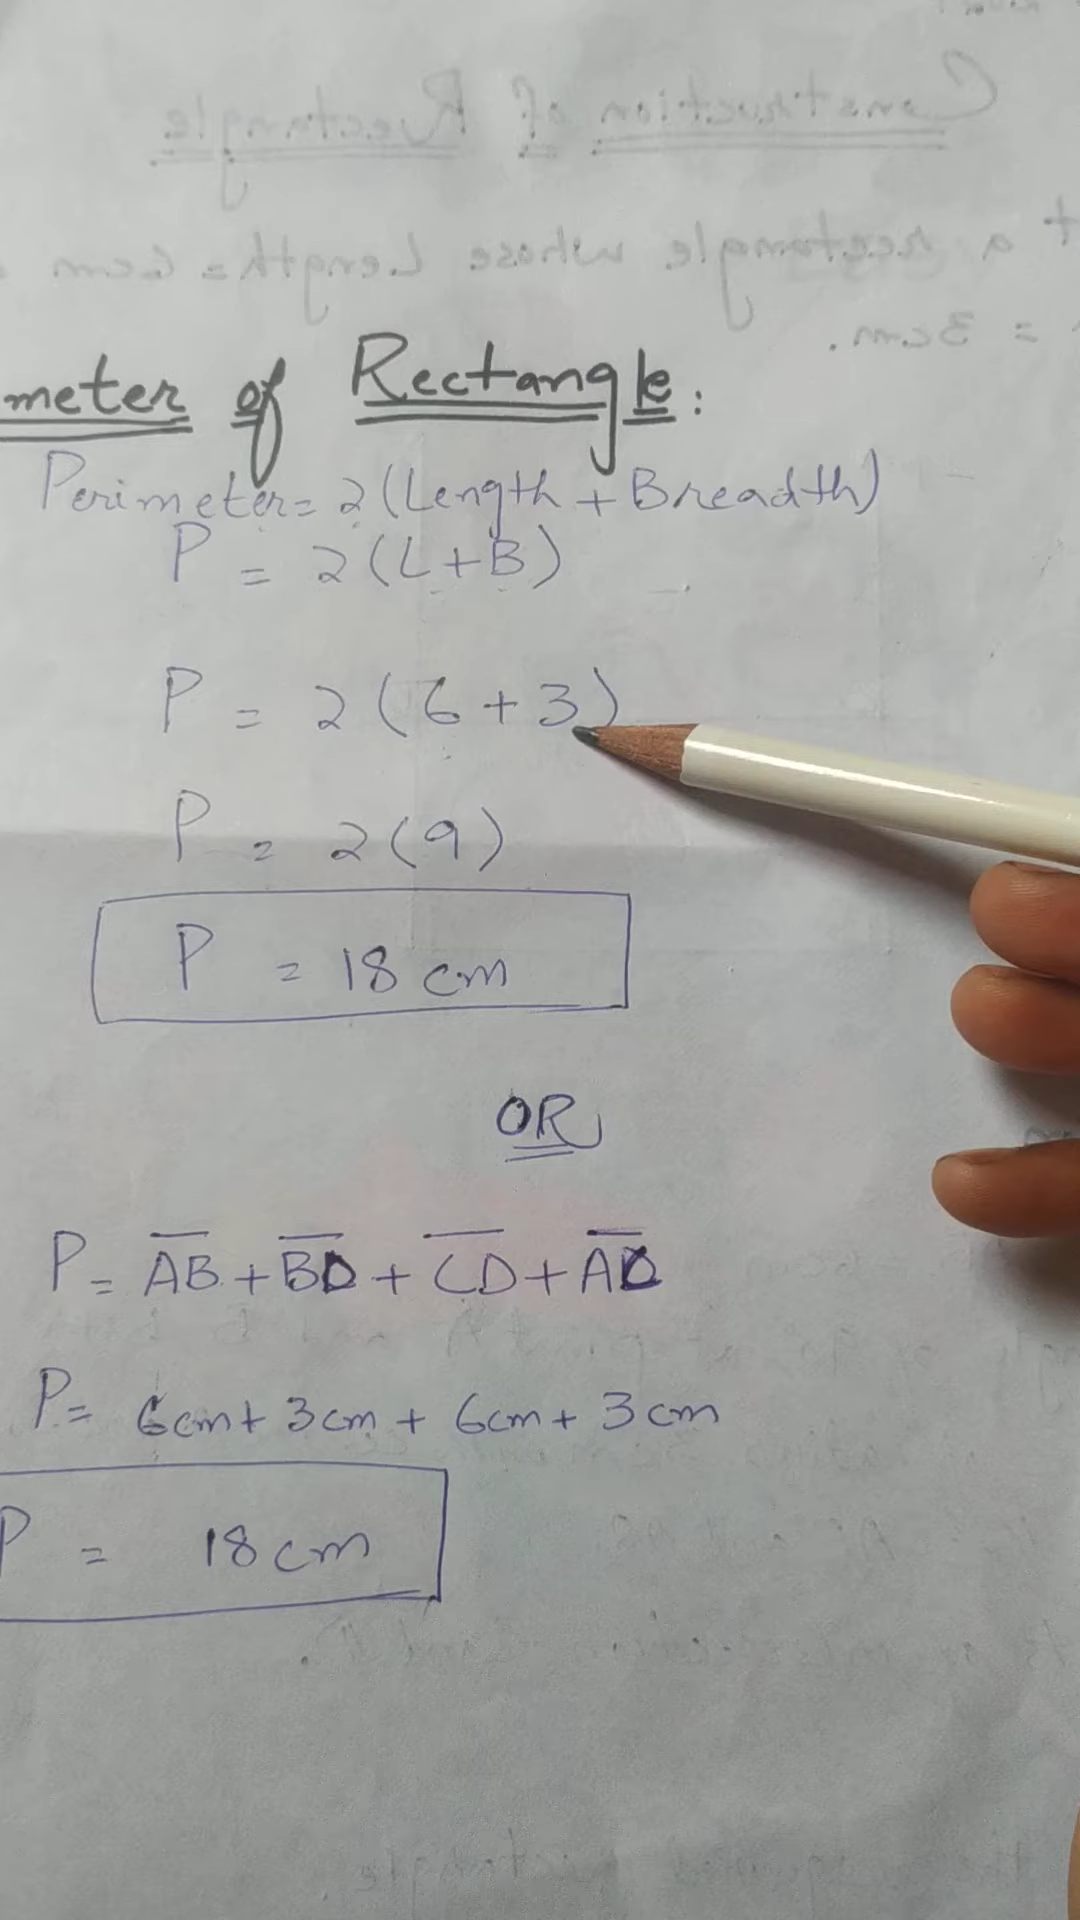 meter of Rectangle:
Perimeter = 2 (Length + Breadth)
P = 2 (L+B)
P = 2 (6 + 3)
P = 2 (9)
P = 18 cm
OR
P = AB + BD + CD + AC
P = 6cm + 3cm + 6cm + 3cm
P = 18 cm